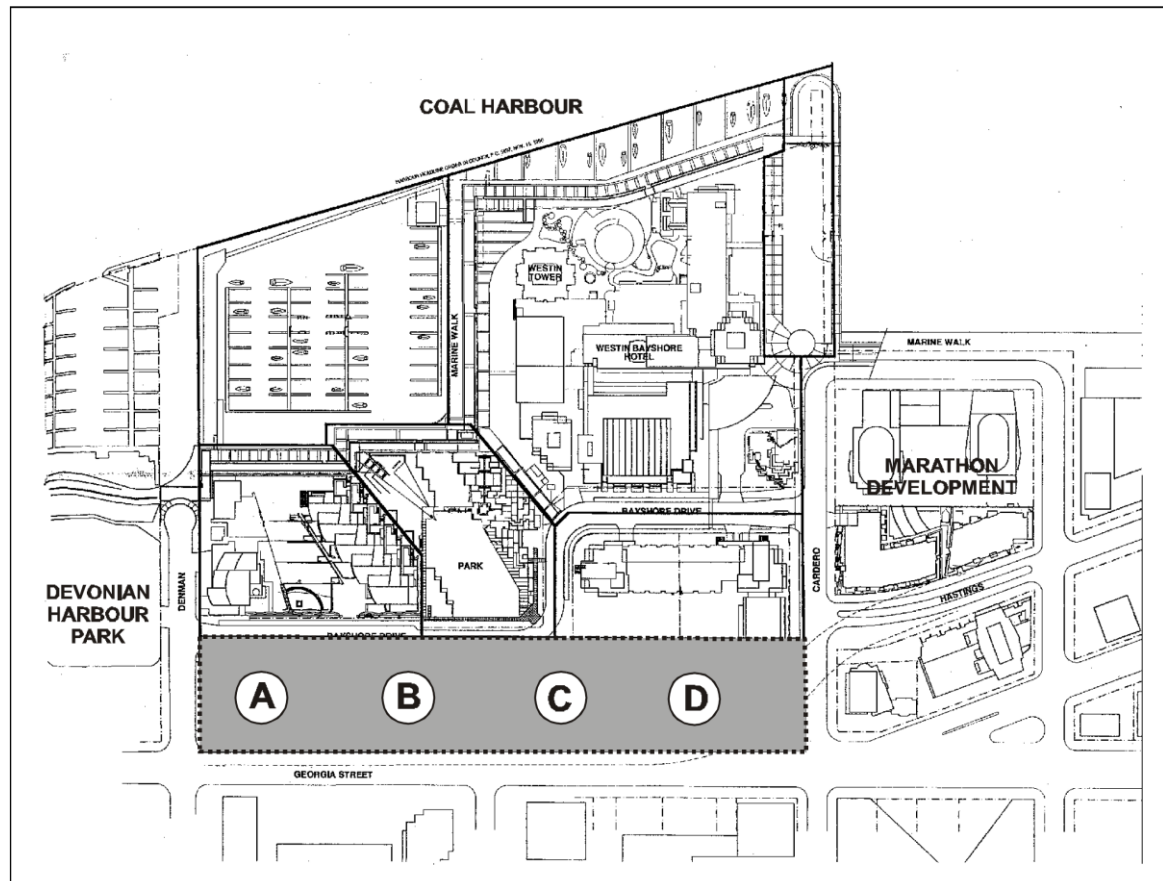 COAL HARBOUR
MARINE WALK
WESTIN
TOWER
WESTIN BAYSHORE
HOTEL
MARINE WALK
MARATHON
DEVELOPMENT
BAYSHORE DRIVE
PARK
DEVONIAN
HARBOUR
PARK
DENMAN
CARDERO
HASTINGS
BAYSHORE DRIVE
A
B
C
D
GEORGIA STREET